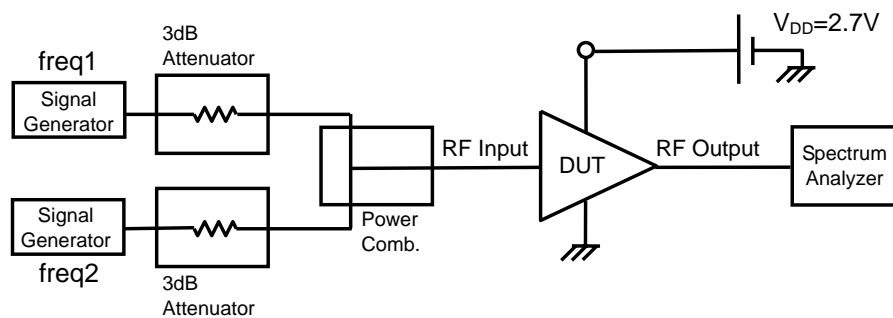 freq1
Signal
Generator
3dB
Attenuator
Signal
Generator
freq2
3dB
Attenuator
Power
Comb.
RF Input
DUT
RF Output
V_DD=2.7V
Spectrum
Analyzer